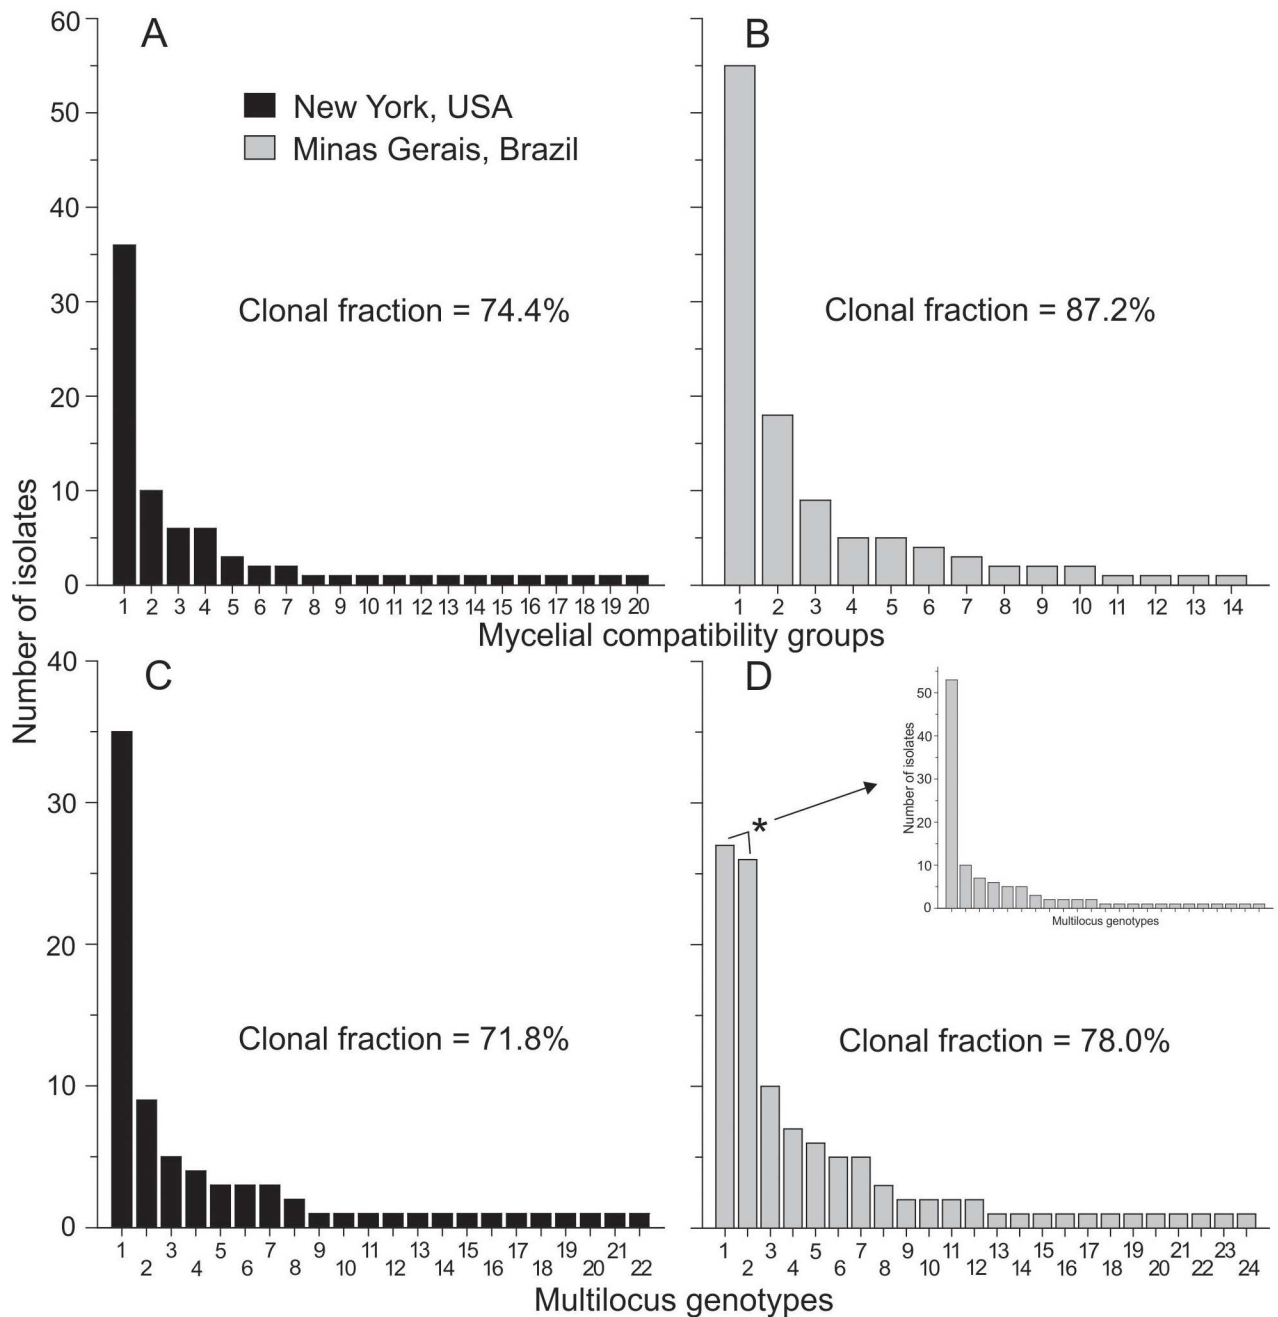 A
B
New York, USA
Minas Gerais, Brazil
60
50
40
30
20
10
0
Clonal fraction = 74.4%
Clonal fraction = 87.2%
1 2 3 4 5 6 7 8 9 10 11 12 13 14 15 16 17 18 19 20
1 2 3 4 5 6 7 8 9 10 11 12 13 14
Mycelial compatibility groups
Number of isolates
C
D
40
30
20
10
0
*
50
40
30
20
10
0
Number of isolates
Multilocus genotypes
Clonal fraction = 71.8%
Clonal fraction = 78.0%
1 3 5 7 9 11 13 15 17 19 21
2 4 6 8 10 12 14 16 18 20 22
1 3 5 7 9 11 13 15 17 19 21 23
2 4 6 8 10 12 14 16 18 20 22 24
Multilocus genotypes